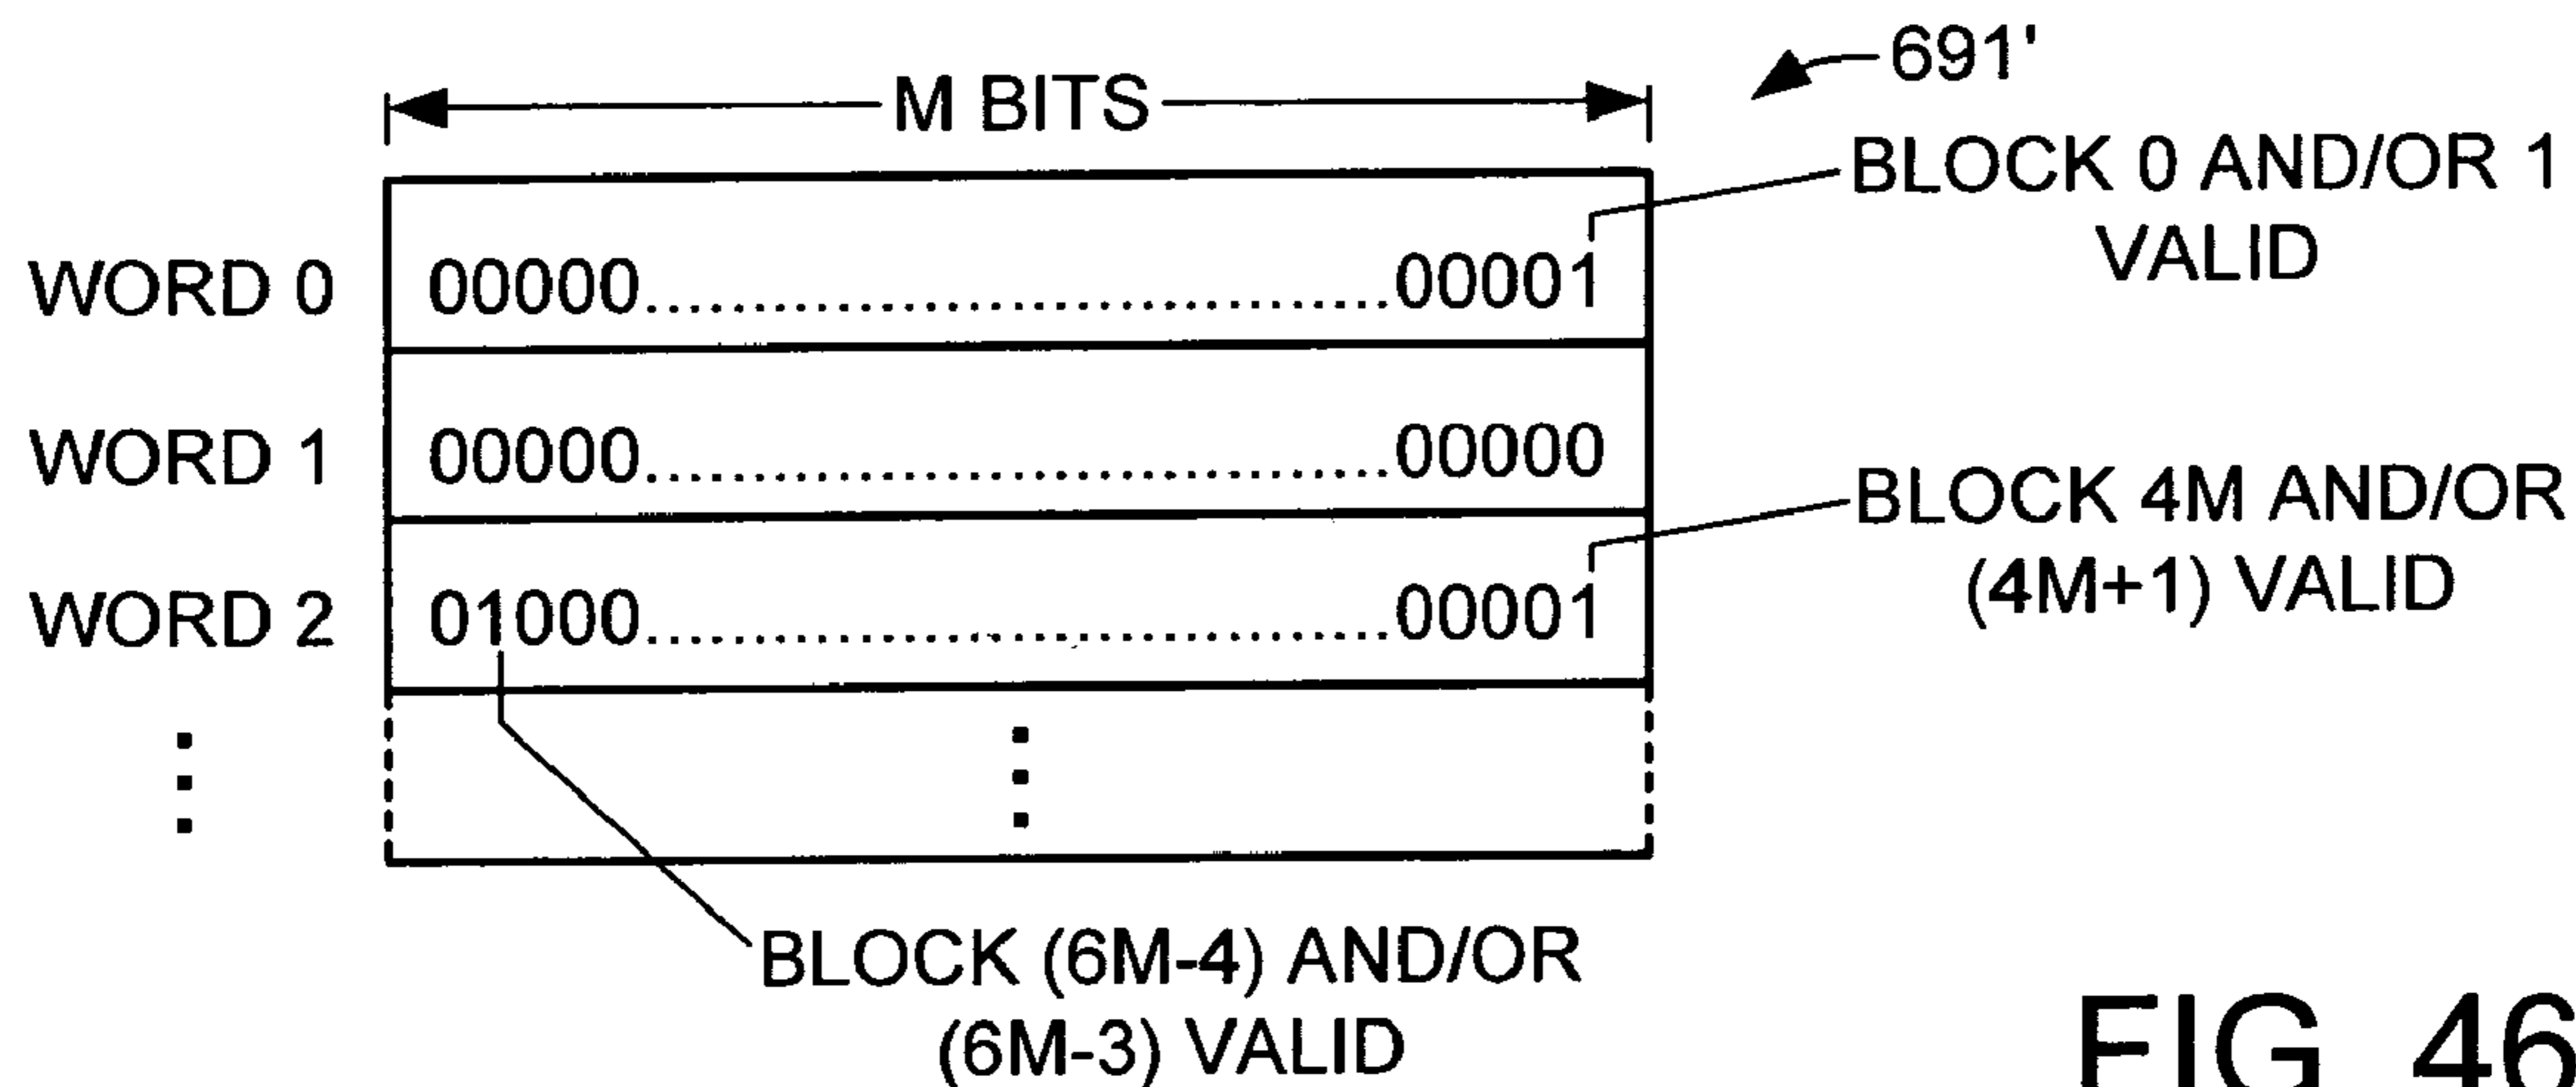 691'
M BITS
BLOCK 0 AND/OR 1
VALID
WORD 0 00000.................................00001
WORD 1 00000.................................00000
BLOCK 4M AND/OR
(4M+1) VALID
WORD 2 01000.................................00001
BLOCK (6M-4) AND/OR
(6M-3) VALID
FIG. 46